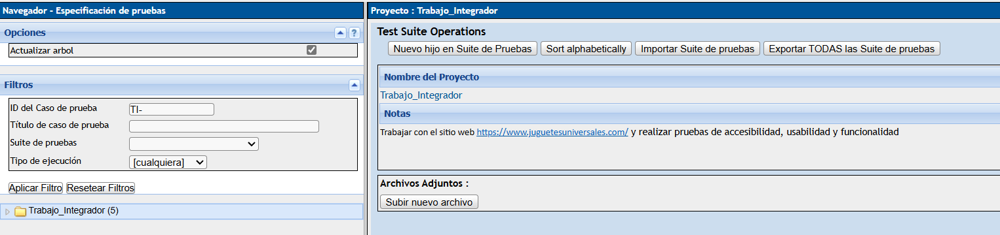 Navegador - Especificación de pruebas
Opciones
?
Actualizar arbol
Filtros
ID del Caso de prueba TI-
Título de caso de prueba
Suite de pruebas
Tipo de ejecución [cualquiera]
Aplicar Filtro Resetear Filtros
Trabajo_Integrador (5)
Proyecto : Trabajo_Integrador
Test Suite Operations
Nuevo hijo en Suite de Pruebas Sort alphabetically Importar Suite de pruebas Exportar TODAS las Suite de pruebas
Nombre del Proyecto
Trabajo_Integrador
Notas
Trabajar con el sitio web https://www.juguetesuniversales.com/ y realizar pruebas de accesibilidad, usabilidad y funcionalidad
Archivos Adjuntos :
Subir nuevo archivo